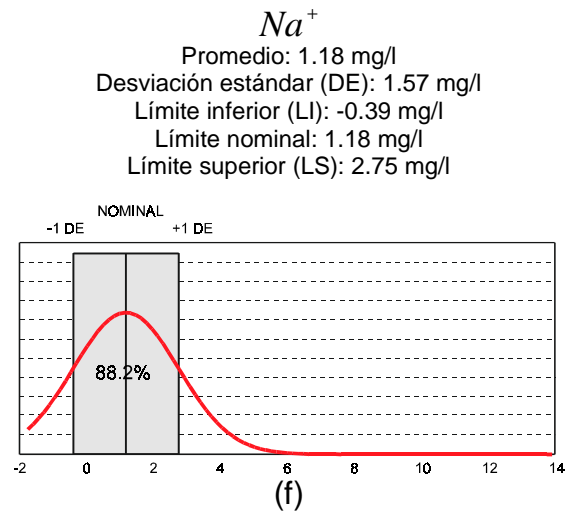 Na⁺
Promedio: 1.18 mg/l
Desviación estándar (DE): 1.57 mg/l
Límite inferior (LI): -0.39 mg/l
Límite nominal: 1.18 mg/l
Límite superior (LS): 2.75 mg/l
NOMINAL
-1 DE +1 DE
88.2%
-2 0 2 4 6 8 10 12 14
(f)